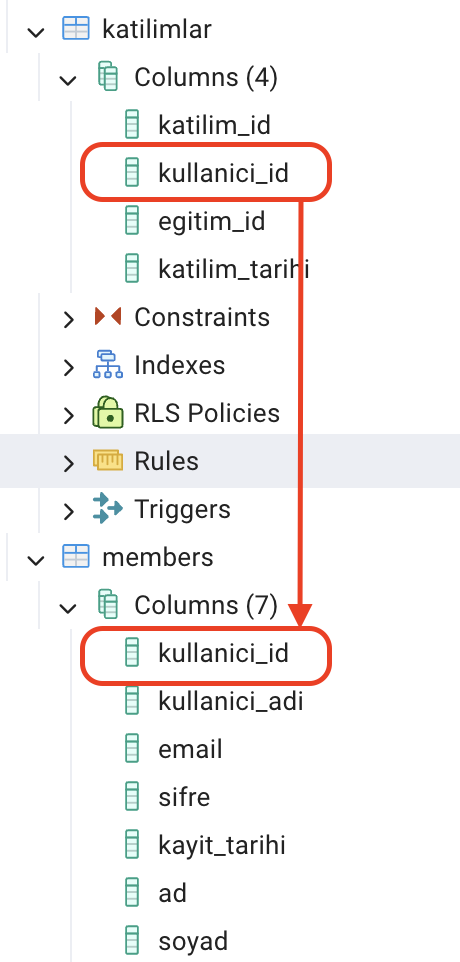 katilimlar
Columns (4)
katilim_id
kullanici_id
egitim_id
katilim_tarihi
Constraints
Indexes
RLS Policies
Rules
Triggers
members
Columns (7)
kullanici_id
kullanici_adi
email
sifre
kayit_tarihi
ad
soyad